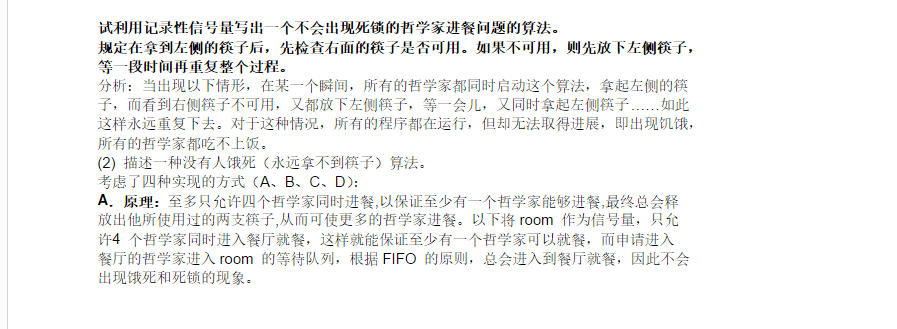 试利用记录性信号量写出一个不会出现死锁的哲学家进餐问题的算法。
规定在拿到左侧的筷子后，先检查右面的筷子是否可用。如果不可用，则先放下左侧筷子，
等一段时间再重复整个过程。
分析：当出现以下情形，在某一个瞬间，所有的哲学家都同时启动这个算法，拿起左侧的筷
子，而看到右侧筷子不可用，又都放下左侧筷子，等一会儿，又同时拿起左侧筷子……如此
这样永远重复下去。对于这种情况，所有的程序都在运行，但却无法取得进展，即出现饥饿，
所有的哲学家都吃不上饭。
(2) 描述一种没有人饿死（永远拿不到筷子）算法。
考虑了四种实现的方式（A、B、C、D）：
A．原理：至多只允许四个哲学家同时进餐,以保证至少有一个哲学家能够进餐,最终总会释
放出他所使用过的两支筷子,从而可使更多的哲学家进餐。以下将 room 作为信号量，只允
许4 个哲学家同时进入餐厅就餐，这样就能保证至少有一个哲学家可以就餐，而申请进入
餐厅的哲学家进入 room 的等待队列，根据 FIFO 的原则，总会进入到餐厅就餐，因此不会
出现饿死和死锁的现象。